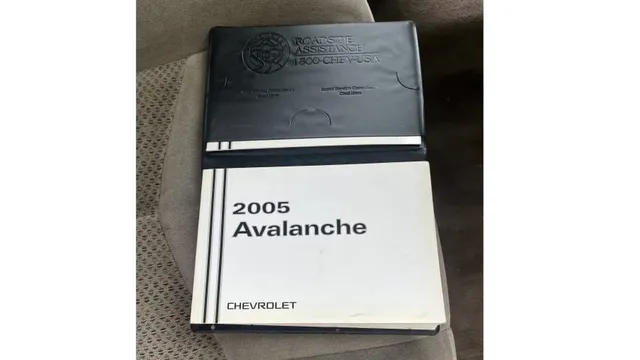 ROADSIDE
ASSISTANCE
1-800-CHEV-USA
2005
Avalanche
CHEVROLET